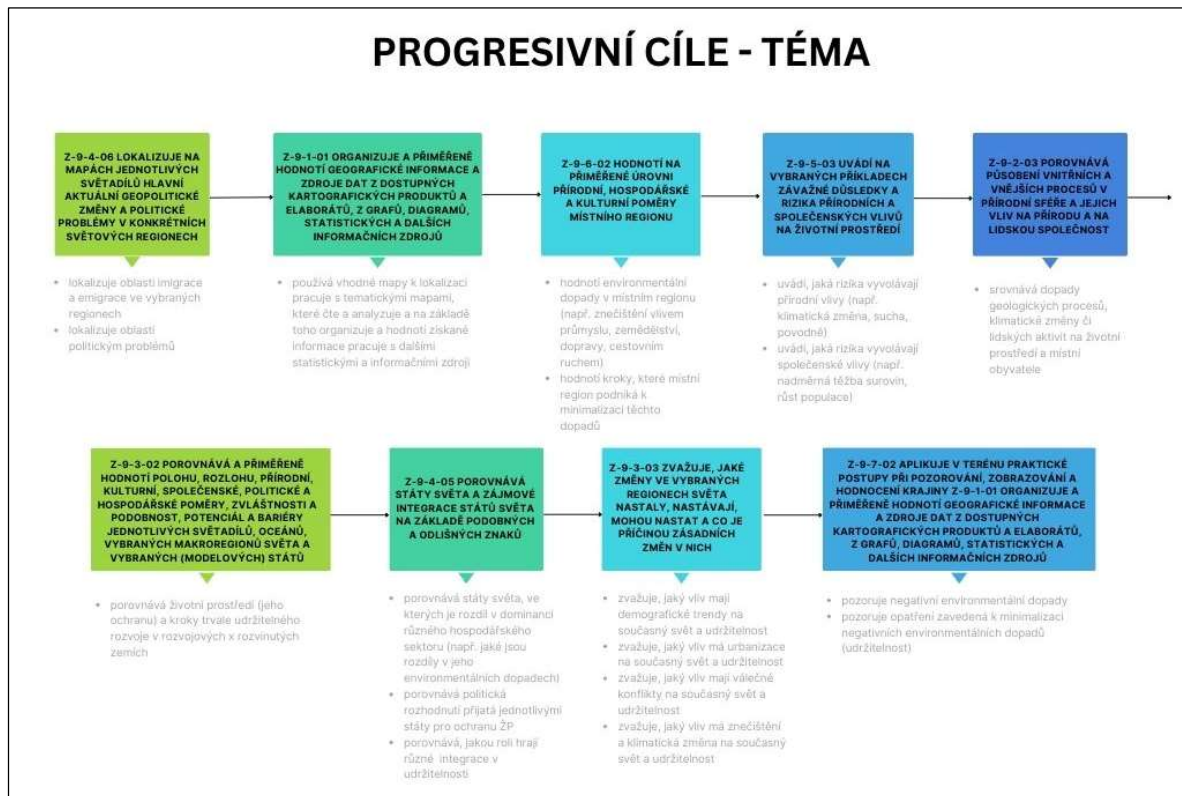 PROGRESIVNÍ CÍLE - TÉMA
Z-9-4-06 LOKALIZUJE NA
MAPÁCH JEDNOTLIVÝCH
SVĚTADÍLŮ HLAVNÍ
AKTUÁLNÍ GEOPOLITICKÉ
ZMĚNY A POLITICKÉ
PROBLÉMY V KONKRÉTNÍCH
SVĚTOVÝCH REGIONECH
• lokalizuje oblasti imigrace
a emigrace ve vybraných
regionech
• lokalizuje oblasti
politickým problémů
Z-9-1-01 ORGANIZUJE A PŘIMĚŘENĚ
HODNOTÍ GEOGRAFICKÉ INFORMACE A
ZDROJE DAT Z DOSTUPNÝCH
KARTOGRAFICKÝCH PRODUKTŮ A
ELABORÁTŮ, Z GRAFŮ, DIAGRAMŮ,
STATISTICKÝCH A DALŠÍCH
INFORMAČNÍCH ZDROJŮ
• používá vhodné mapy k lokalizaci
pracuje s tematickými mapami,
které čte a analyzuje a na základě
toho organizuje a hodnotí získané
informace pracuje s dalšími
statistickými a informačními zdroji
Z-9-6-02 HODNOTÍ NA
PŘIMĚŘENÉ ÚROVNI
PŘÍRODNÍ, HOSPODÁŘSKÉ
A KULTURNÍ POMĚRY
MÍSTNÍHO REGIONU
• hodnotí environmentální
dopady v místním regionu
(např. znečištění vlivem
průmyslu, zemědělství,
dopravy, cestovním
ruchem)
• hodnotí kroky, které místní
region podniká k
minimalizaci těchto
dopadů
Z-9-5-03 UVÁDÍ NA
VYBRANÝCH PŘÍKLADECH
ZÁVAŽNÉ DŮSLEDKY A
RIZIKA PŘÍRODNÍCH A
SPOLEČENSKÝCH VLIVŮ
NA ŽIVOTNÍ PROSTŘEDÍ
• uvádí, jaká rizika vyvolávají
přírodní vlivy (např.
klimatická změna, sucha,
povodně)
• uvádí, jaká rizika vyvolávají
společenské vlivy (např.
nadměrná těžba surovin,
růst populace)
Z-9-2-03 POROVNÁVÁ
PŮSOBENÍ VNITŘNÍCH A
VNĚJŠÍCH PROCESŮ V
PŘÍRODNÍ SFÉŘE A JEJICH
VLIV NA PŘÍRODU A NA
LIDSKOU SPOLEČNOST
• srovnává dopady
geologických procesů,
klimatické změny či
lidských aktivit na životní
prostředí a místní
obyvatele
Z-9-3-02 POROVNÁVÁ A PŘIMĚŘENĚ
HODNOTÍ POLOHU, ROZLOHU, PŘÍRODNÍ,
KULTURNÍ, SPOLEČENSKÉ, POLITICKÉ A
HOSPODÁŘSKÉ POMĚRY, ZVLÁŠTNOSTI A
PODOBNOST, POTENCIÁL A BARIÉRY
JEDNOTLIVÝCH SVĚTADÍLŮ, OCEÁNŮ,
VYBRANÝCH MAKROREGIONŮ SVĚTA A
VYBRANÝCH (MODELOVÝCH) STÁTŮ
• porovnává životní prostředí (jeho
ochranu) a kroky trvale udržitelného
rozvoje v rozvojových x rozvinutých
zemích
Z-9-4-05 POROVNÁVÁ
STÁTY SVĚTA A ZÁJMOVÉ
INTEGRACE STÁTŮ SVĚTA
NA ZÁKLADĚ PODOBNÝCH
A ODLIŠNÝCH ZNAKŮ
• porovnává státy světa, ve
kterých je rozdíl v dominanci
různého hospodářského
sektoru (např. jaké jsou
rozdíly v jeho
environmentálních dopadech)
• porovnává politická
rozhodnutí přijatá jednotlivými
státy pro ochranu ŽP
• porovnává, jakou roli hrají
různé integrace v
udržitelnosti
Z-9-3-03 ZVAŽUJE, JAKÉ
ZMĚNY VE VYBRANÝCH
REGIONECH SVĚTA
NASTALY, NASTÁVAJÍ,
MOHOU NASTAT A CO JE
PŘÍČINOU ZÁSADNÍCH
ZMĚN V NICH
• zvažuje, jaký vliv mají
demografické trendy na
současný svět a udržitelnost
• zvažuje, jaký vliv má urbanizace
na současný svět a udržitelnost
• zvažuje, jaký vliv mají válečné
konflikty na současný svět a
udržitelnost
• zvažuje, jaký vliv má znečištění
a klimatická změna na současný
svět a udržitelnost
Z-9-7-02 APLIKUJE V TERÉNU PRAKTICKÉ
POSTUPY PŘI POZOROVÁNÍ, ZOBRAZOVÁNÍ A
HODNOCENÍ KRAJINY Z-9-1-01 ORGANIZUJE A
PŘIMĚŘENĚ HODNOTÍ GEOGRAFICKÉ INFORMACE
A ZDROJE DAT Z DOSTUPNÝCH
KARTOGRAFICKÝCH PRODUKTŮ A ELABORÁTŮ,
Z GRAFŮ, DIAGRAMŮ, STATISTICKÝCH A
DALŠÍCH INFORMAČNÍCH ZDROJŮ
• pozoruje negativní environmentální dopady
• pozoruje opatření zavedená k minimalizaci
negativních environmentálních dopadů
(udržitelnost)